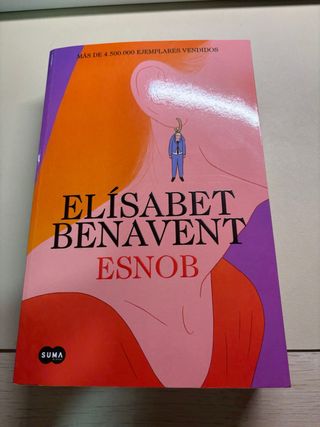 MÁS DE 4.500.000 EJEMPLARES VENDIDOS
ELÍSABET
BENAVENT
ESNOB
SUMA